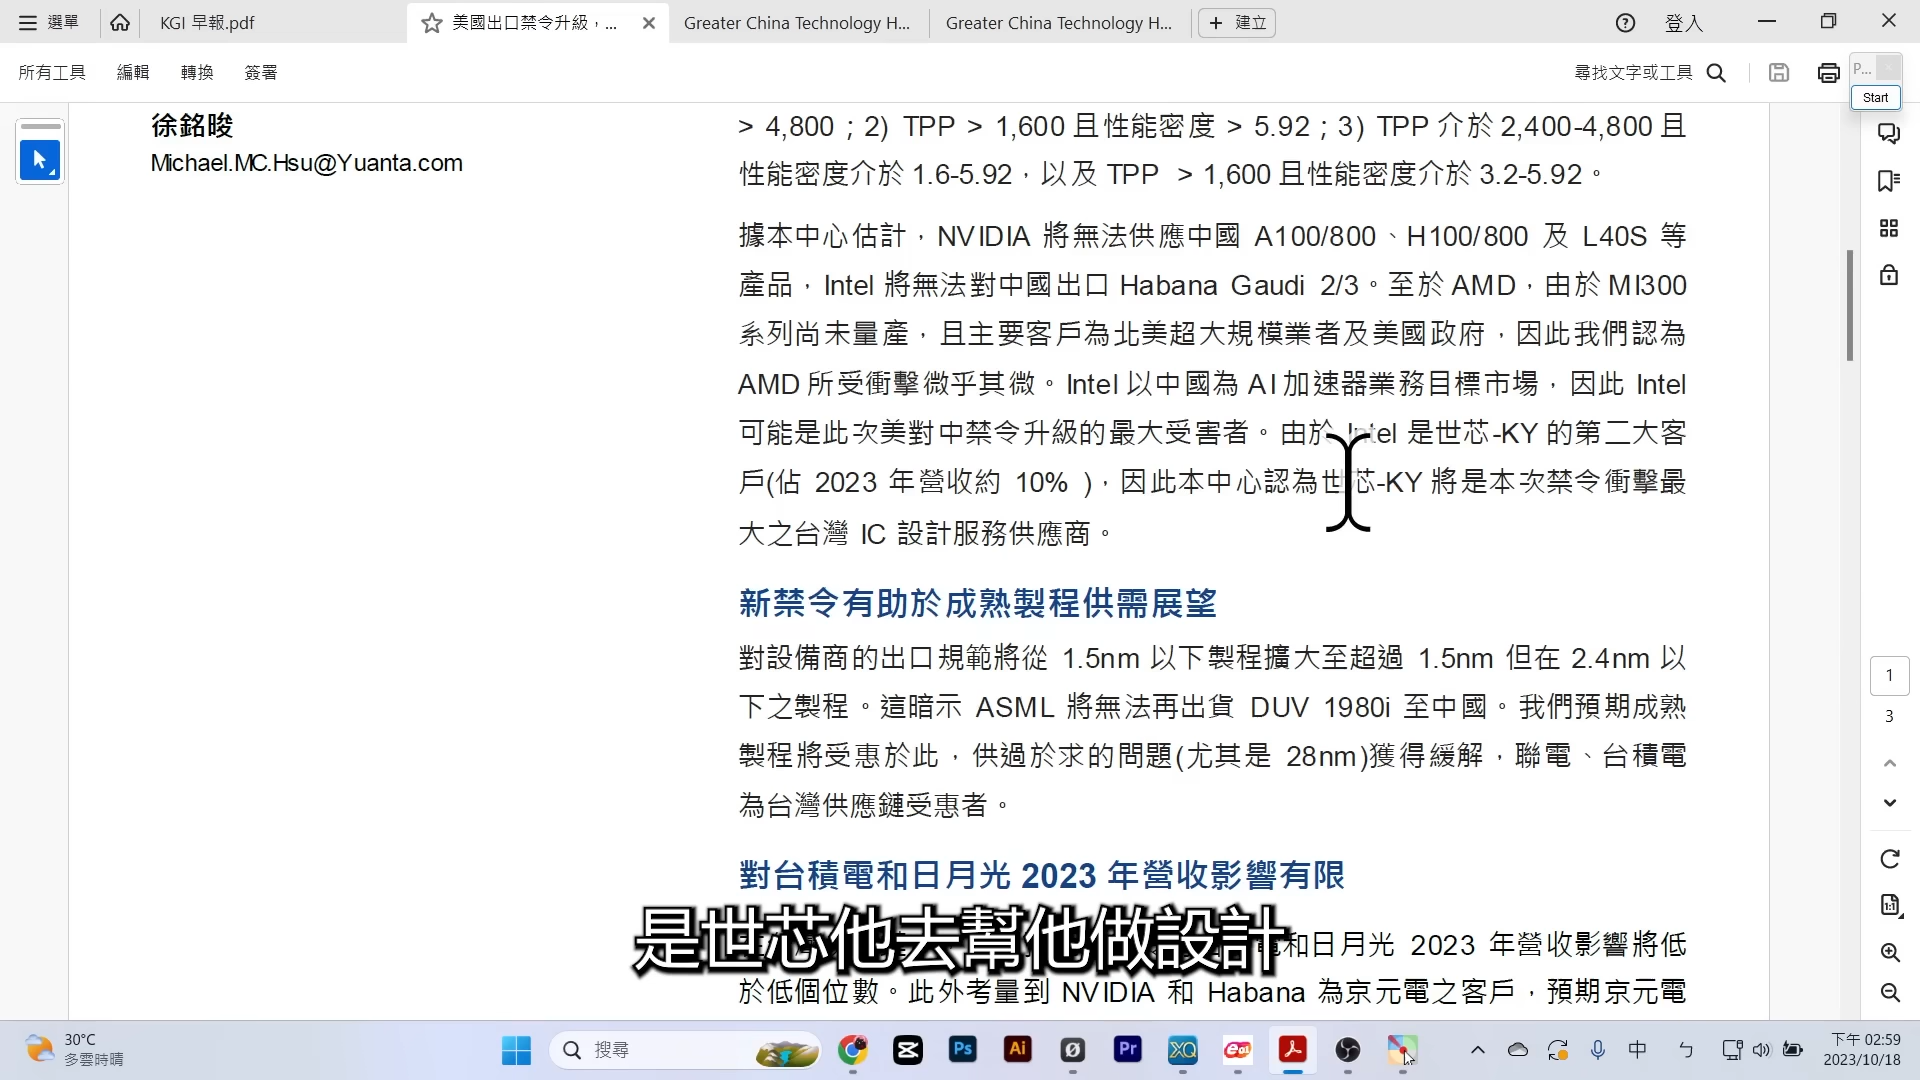 選單
KGI 早報.pdf
美國出口禁令升級，...
Greater China Technology H...
Greater China Technology H...
建立
登入
所有工具
編輯
轉換
簽署
尋找文字或工具
P...
Start
徐銘晙
Michael.MC.Hsu@Yuanta.com
> 4,800；2) TPP > 1,600 且性能密度 > 5.92；3) TPP 介於 2,400-4,800 且
性能密度介於 1.6-5.92，以及 TPP > 1,600 且性能密度介於 3.2-5.92。
據本中心估計，NVIDIA 將無法供應中國 A100/800、H100/800 及 L40S 等
產品，Intel 將無法對中國出口 Habana Gaudi 2/3。至於 AMD，由於 MI300
系列尚未量產，且主要客戶為北美超大規模業者及美國政府，因此我們認為
AMD 所受衝擊微乎其微。Intel 以中國為 AI 加速器業務目標市場，因此 Intel
可能是此次美對中禁令升級的最大受害者。由於 Intel 是世芯-KY 的第二大客
戶(佔 2023 年營收約 10% )，因此本中心認為世芯-KY 將是本次禁令衝擊最
大之台灣 IC 設計服務供應商。
新禁令有助於成熟製程供需展望
對設備商的出口規範將從 1.5nm 以下製程擴大至超過 1.5nm 但在 2.4nm 以
下之製程。這暗示 ASML 將無法再出貨 DUV 1980i 至中國。我們預期成熟
製程將受惠於此，供過於求的問題(尤其是 28nm)獲得緩解，聯電、台積電
為台灣供應鏈受惠者。
對台積電和日月光 2023 年營收影響有限
電和日月光 2023 年營收影響將低
是世芯他去幫他做設計
於低個位數。此外考量到 NVIDIA 和 Habana 為京元電之客戶，預期京元電
1
3
1:1
30°C
多雲時晴
搜尋
Ps
Ai
Pr
XQ
中
ㄅ
下午 02:59
2023/10/18